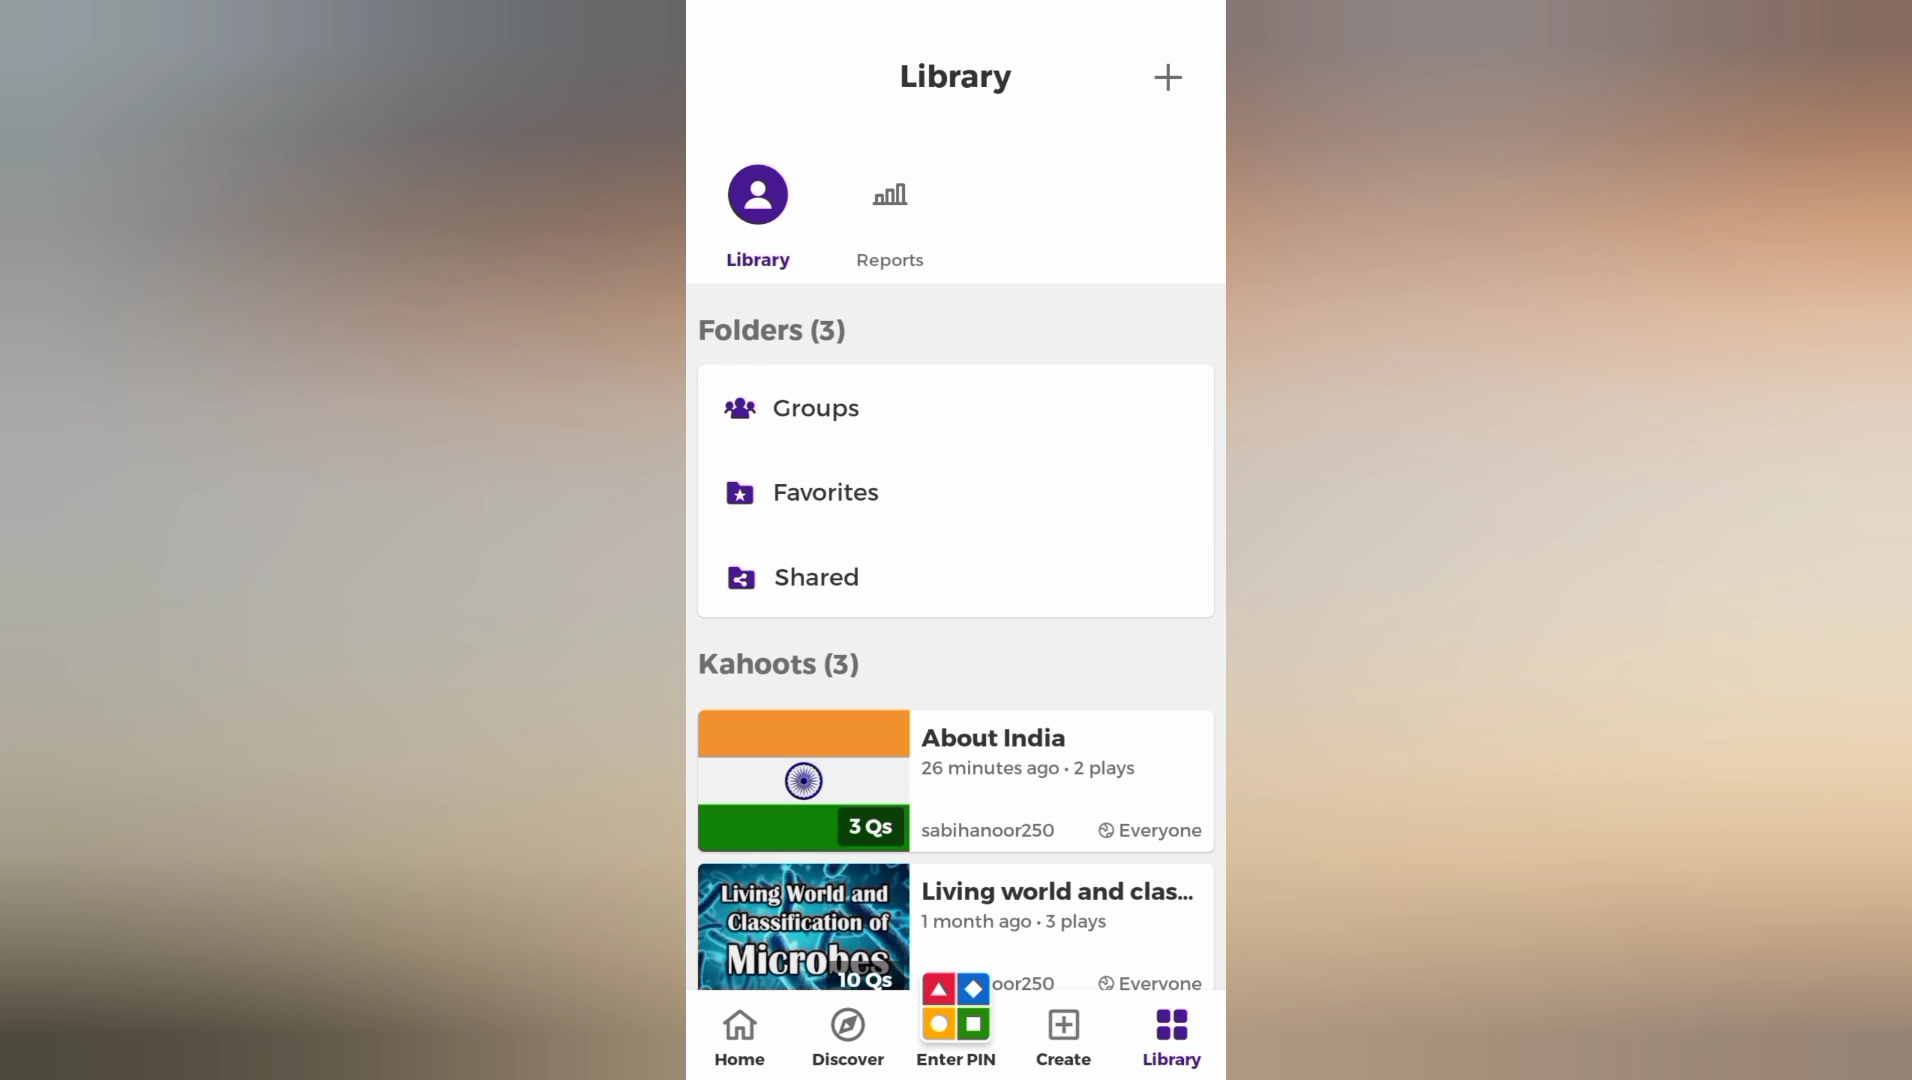 Library
Library
Reports
Folders (3)
Groups
Favorites
Shared
Kahoots (3)
3 Qs
About India
26 minutes ago • 2 plays
sabihanoor250
Everyone
Living World and
Classification of
Microbes
10 Qs
Living world and clas...
1 month ago • 3 plays
oor250
Everyone
Home
Discover
Enter PIN
Create
Library